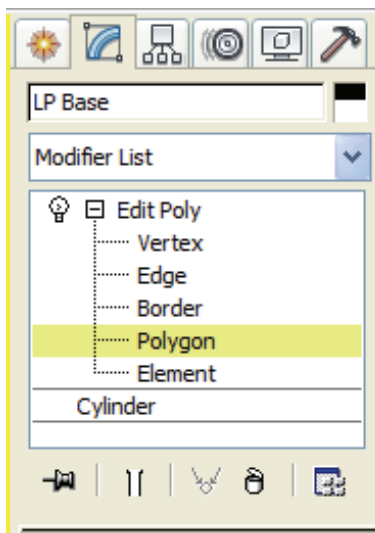 LP Base
Modifier List
Edit Poly
Vertex
Edge
Border
Polygon
Element
Cylinder